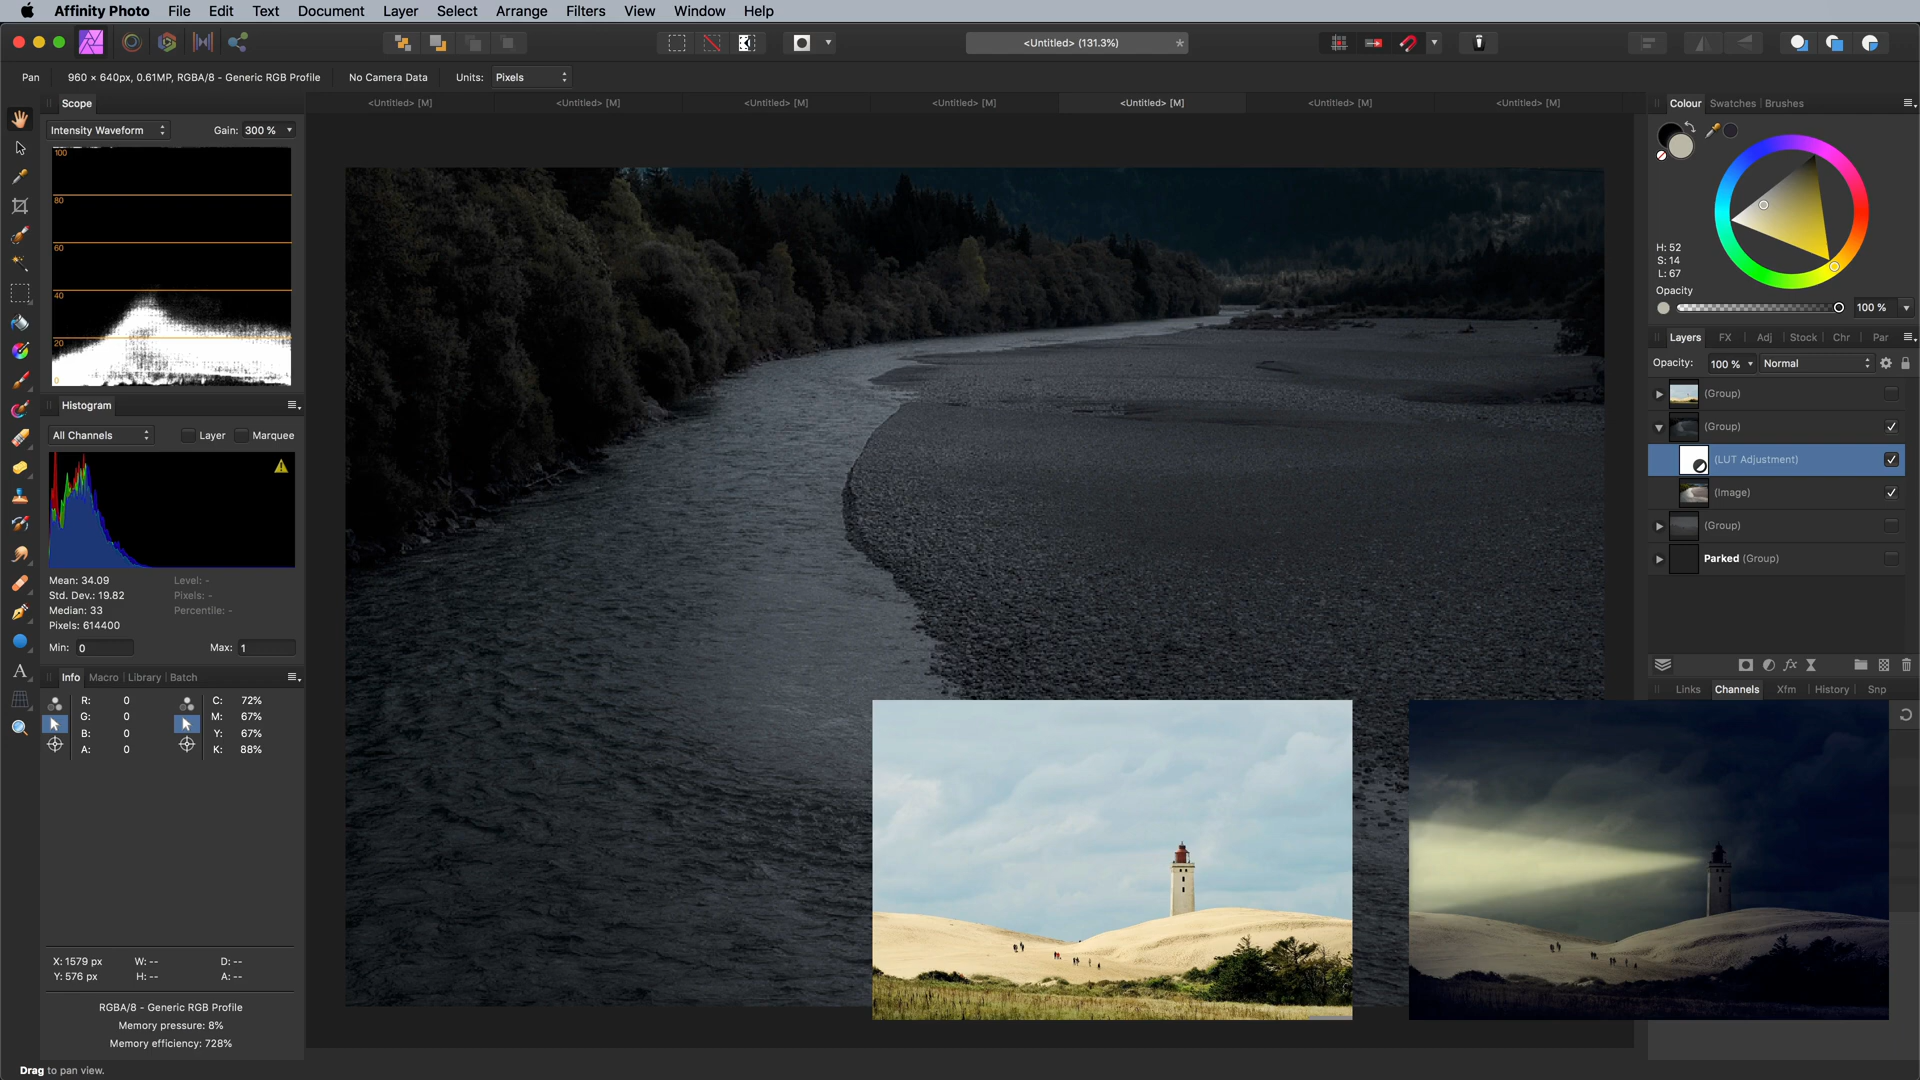 Affinity Photo File Edit Text Document Layer Select Arrange Filters View Window Help
<Untitled> (131.3%) *
Pan 960 × 640px, 0.61MP, RGBA/8 - Generic RGB Profile No Camera Data Units: Pixels
Scope
<Untitled> [M] <Untitled> [M] <Untitled> [M] <Untitled> [M] <Untitled> [M] <Untitled> [M] <Untitled> [M]
Intensity Waveform Gain: 300 %
100
80
60
40
20
0
Histogram
All Channels Layer Marquee
Mean: 34.09 Level: -
Std. Dev.: 19.82 Pixels: -
Median: 33 Percentile: -
Pixels: 614400
Min: 0 Max: 1
Info Macro Library Batch
R: 0 C: 72%
G: 0 M: 67%
B: 0 Y: 67%
A: 0 K: 88%
X: 1579 px W: -- D: --
Y: 576 px H: -- A: --
RGBA/8 - Generic RGB Profile
Memory pressure: 8%
Memory efficiency: 728%
Drag to pan view.
Colour Swatches Brushes
H: 52
S: 14
L: 67
Opacity
100 %
Layers FX Adj Stock Chr Par
Opacity: 100 % Normal
(Group)
(Group)
(LUT Adjustment)
(Image)
(Group)
Parked (Group)
fx
Links Channels Xfm History Snp